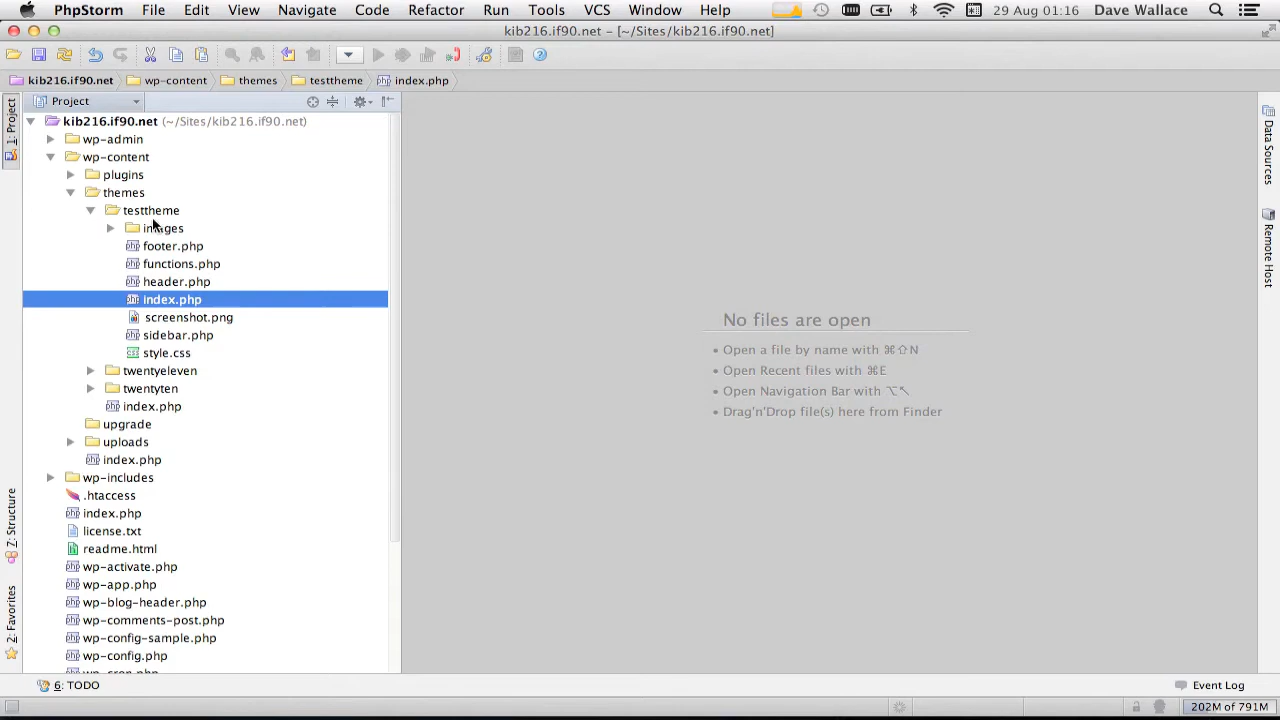 PhpStorm File Edit View Navigate Code Refactor Run Tools VCS Window Help 29 Aug 01:16 Dave Wallace
kib216.if90.net – [~/Sites/kib216.if90.net]
kib216.if90.net wp-content themes testtheme index.php
1: Project
Project
kib216.if90.net (~/Sites/kib216.if90.net)
wp-admin
wp-content
plugins
themes
testtheme
images
footer.php
functions.php
header.php
index.php
screenshot.png
sidebar.php
style.css
twentyeleven
twentyten
index.php
upgrade
uploads
index.php
wp-includes
.htaccess
index.php
license.txt
readme.html
wp-activate.php
wp-app.php
wp-blog-header.php
wp-comments-post.php
wp-config-sample.php
wp-config.php
wp-cron.php
No files are open
• Open a file by name with ⌘⇧N
• Open Recent files with ⌘E
• Open Navigation Bar with ⌥↖
• Drag'n'Drop file(s) here from Finder
Data Sources
Remote Host
Z: Structure
2: Favorites
6: TODO
Event Log
202M of 791M